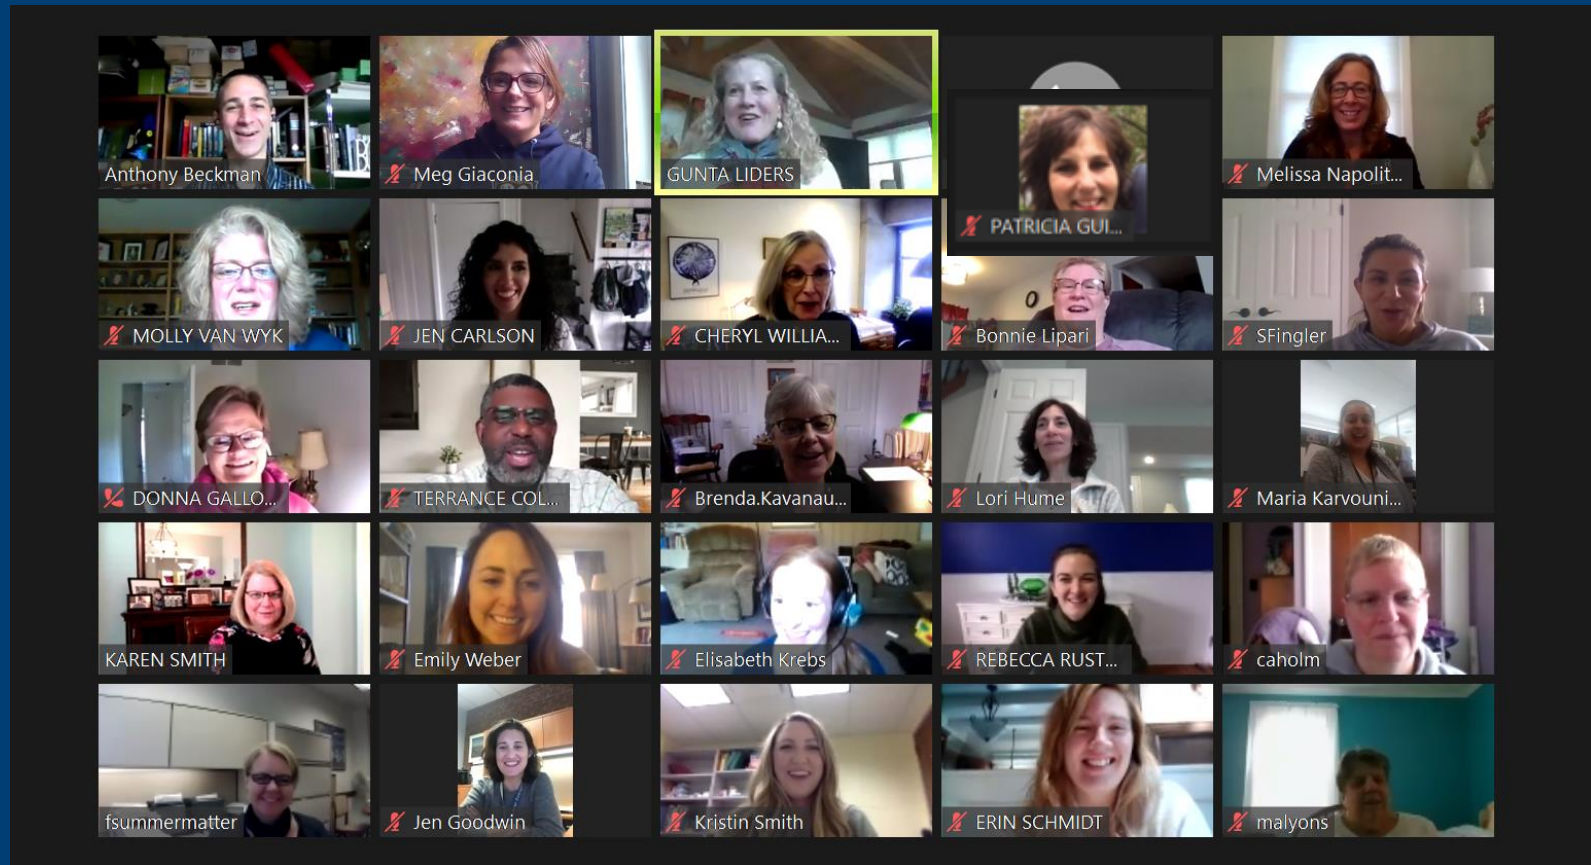 Anthony Beckman
Meg Giaconia
GUNTA LIDERS
PATRICIA GUI...
Melissa Napolit...
MOLLY VAN WYK
JEN CARLSON
CHERYL WILLIA...
Bonnie Lipari
SFingler
DONNA GALLO...
TERRANCE COL...
Brenda.Kavanau...
Lori Hume
Maria Karvouni...
KAREN SMITH
Emily Weber
Elisabeth Krebs
REBECCA RUST...
caholm
fsummermatter
Jen Goodwin
Kristin Smith
ERIN SCHMIDT
malyons